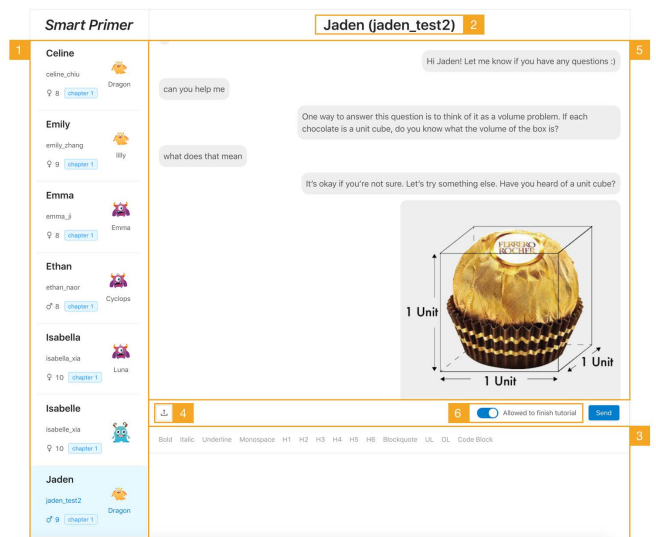 Smart Primer
Jaden (jaden_test2)
2
1
Celine
celine_chiu
♀ 8 chapter 1
Dragon
Emily
emily_zhang
♀ 9 chapter 1
Emma
emma_ji
♀ 8 chapter 1
Emma
Ethan
ethan_naor
♂ 8 chapter 1
Cyclops
Isabella
isabella_xia
♀ 10 chapter 1
Luna
Isabelle
isabelle_xia
♀ 10 chapter 1
Jaden
jaden_test2
♂ 9 chapter 1
Dragon
5
Hi Jaden! Let me know if you have any questions :)
can you help me
One way to answer this question is to think of it as a volume problem. If each
chocolate is a unit cube, do you know what the volume of the box is?
what does that mean
It's okay if you're not sure. Let's try something else. Have you heard of a unit cube?
FERRERO
ROCHER
1 Unit
1 Unit
1 Unit
4
6
Allowed to finish tutorial
Send
3
Bold Italic Underline Monospace H1 H2 H3 H4 H5 H6 Blockquote UL OL Code Block